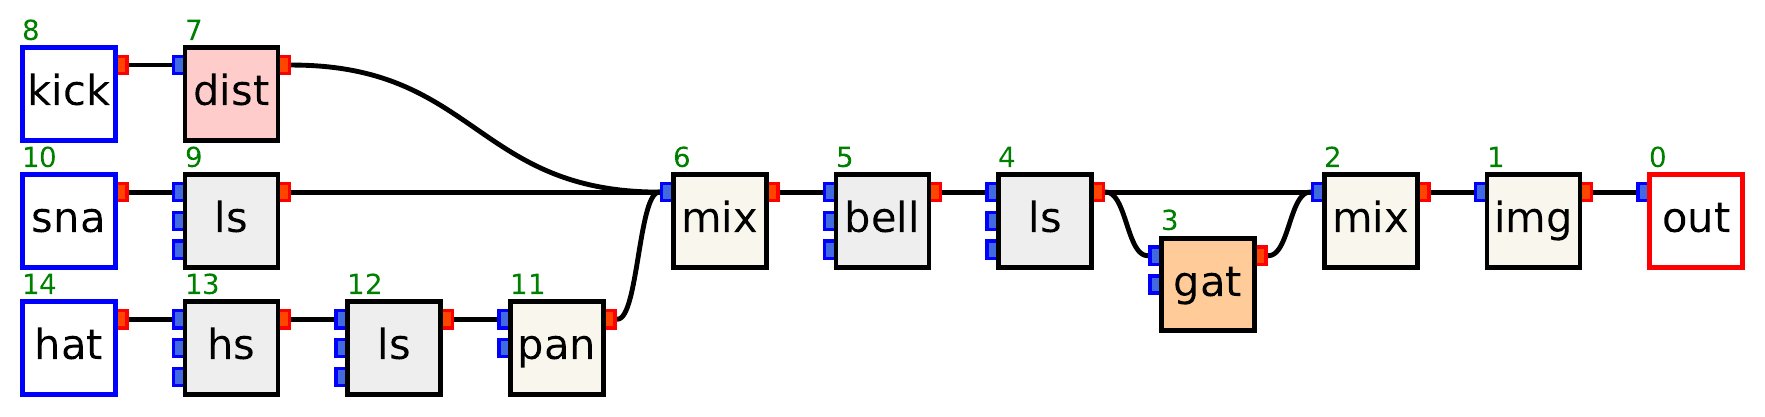 8 7
kick dist
10 9 6 5 4 2 1 0
sna ls mix bell ls mix img out
3
gat
14 13 12 11
hat hs ls pan